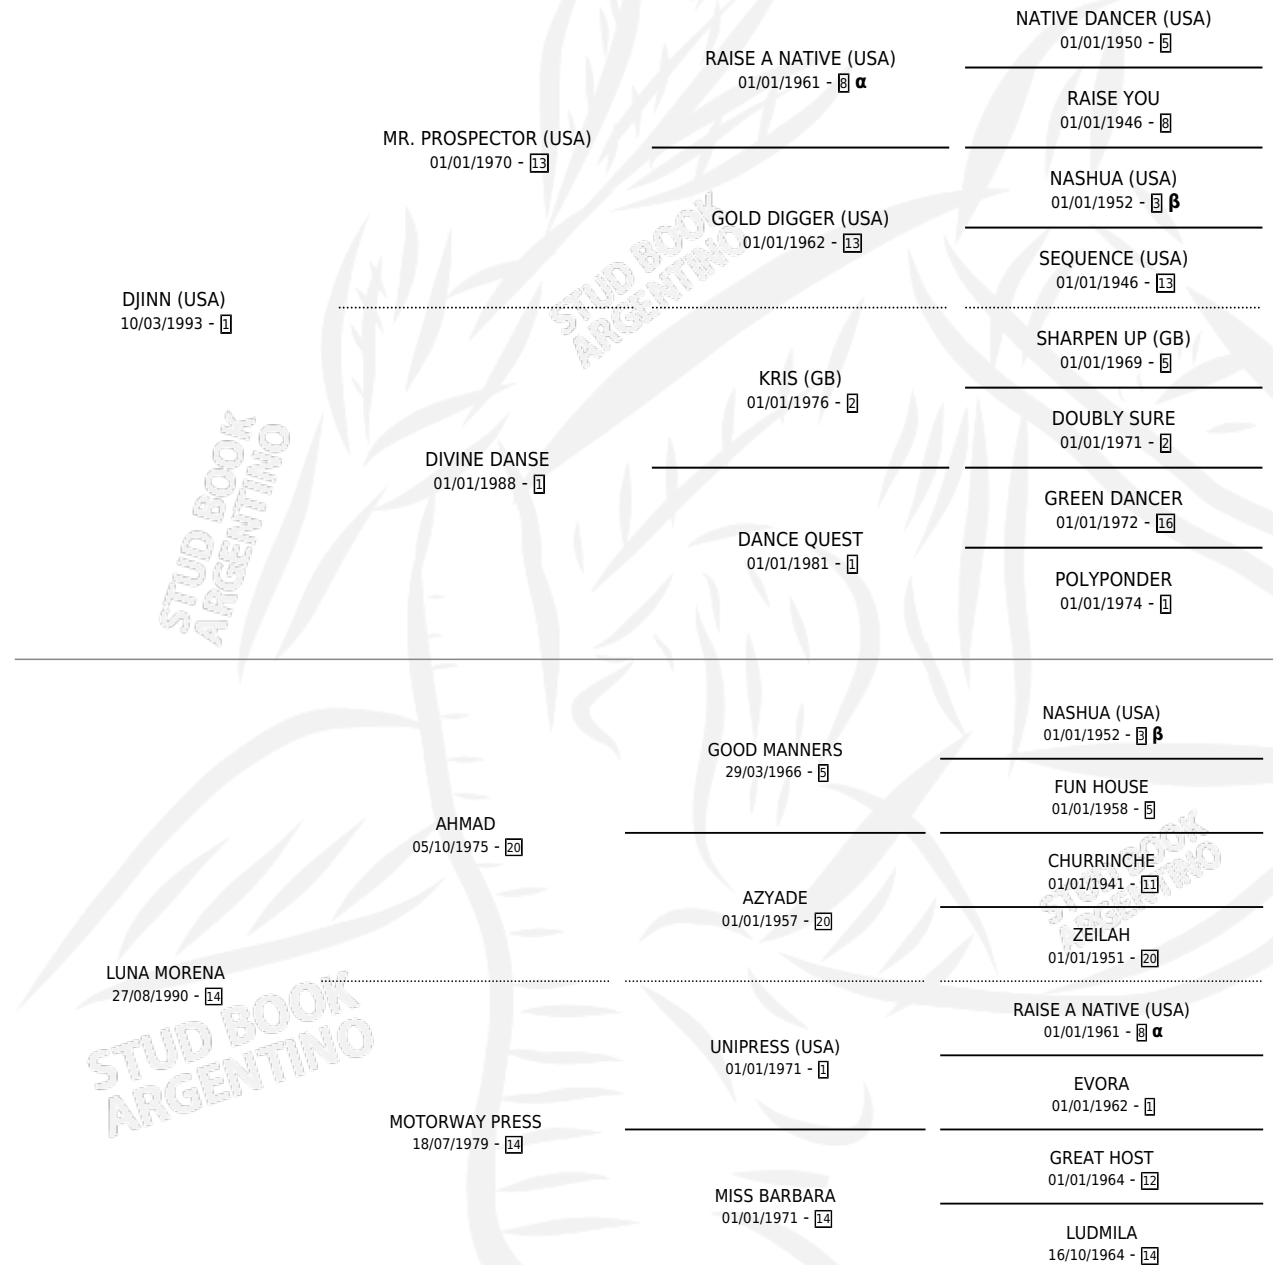 NATIVE DANCER (USA)
01/01/1950 - 5
RAISE A NATIVE (USA)
01/01/1961 - 8 α
RAISE YOU
01/01/1946 - 8
MR. PROSPECTOR (USA)
01/01/1970 - 13
NASHUA (USA)
01/01/1952 - 3 β
GOLD DIGGER (USA)
01/01/1962 - 13
SEQUENCE (USA)
01/01/1946 - 13
DJINN (USA)
10/03/1993 - 1
SHARPEN UP (GB)
01/01/1969 - 5
KRIS (GB)
01/01/1976 - 2
DOUBLY SURE
01/01/1971 - 2
DIVINE DANSE
01/01/1988 - 1
GREEN DANCER
01/01/1972 - 16
DANCE QUEST
01/01/1981 - 1
POLYPONDER
01/01/1974 - 1
NASHUA (USA)
01/01/1952 - 3 β
GOOD MANNERS
29/03/1966 - 5
FUN HOUSE
01/01/1958 - 5
AHMAD
05/10/1975 - 20
CHURRINCHE
01/01/1941 - 11
AZYADE
01/01/1957 - 20
ZEILAH
01/01/1951 - 20
LUNA MORENA
27/08/1990 - 14
RAISE A NATIVE (USA)
01/01/1961 - 8 α
UNIPRESS (USA)
01/01/1971 - 1
EVORA
01/01/1962 - 1
MOTORWAY PRESS
18/07/1979 - 14
GREAT HOST
01/01/1964 - 12
MISS BARBARA
01/01/1971 - 14
LUDMILA
16/10/1964 - 14
STUD BOOK
ARGENTINO
STUD BOOK
ARGENTINO
STUD BOOK
ARGENTINO
STUD BOOK
ARGENTINO